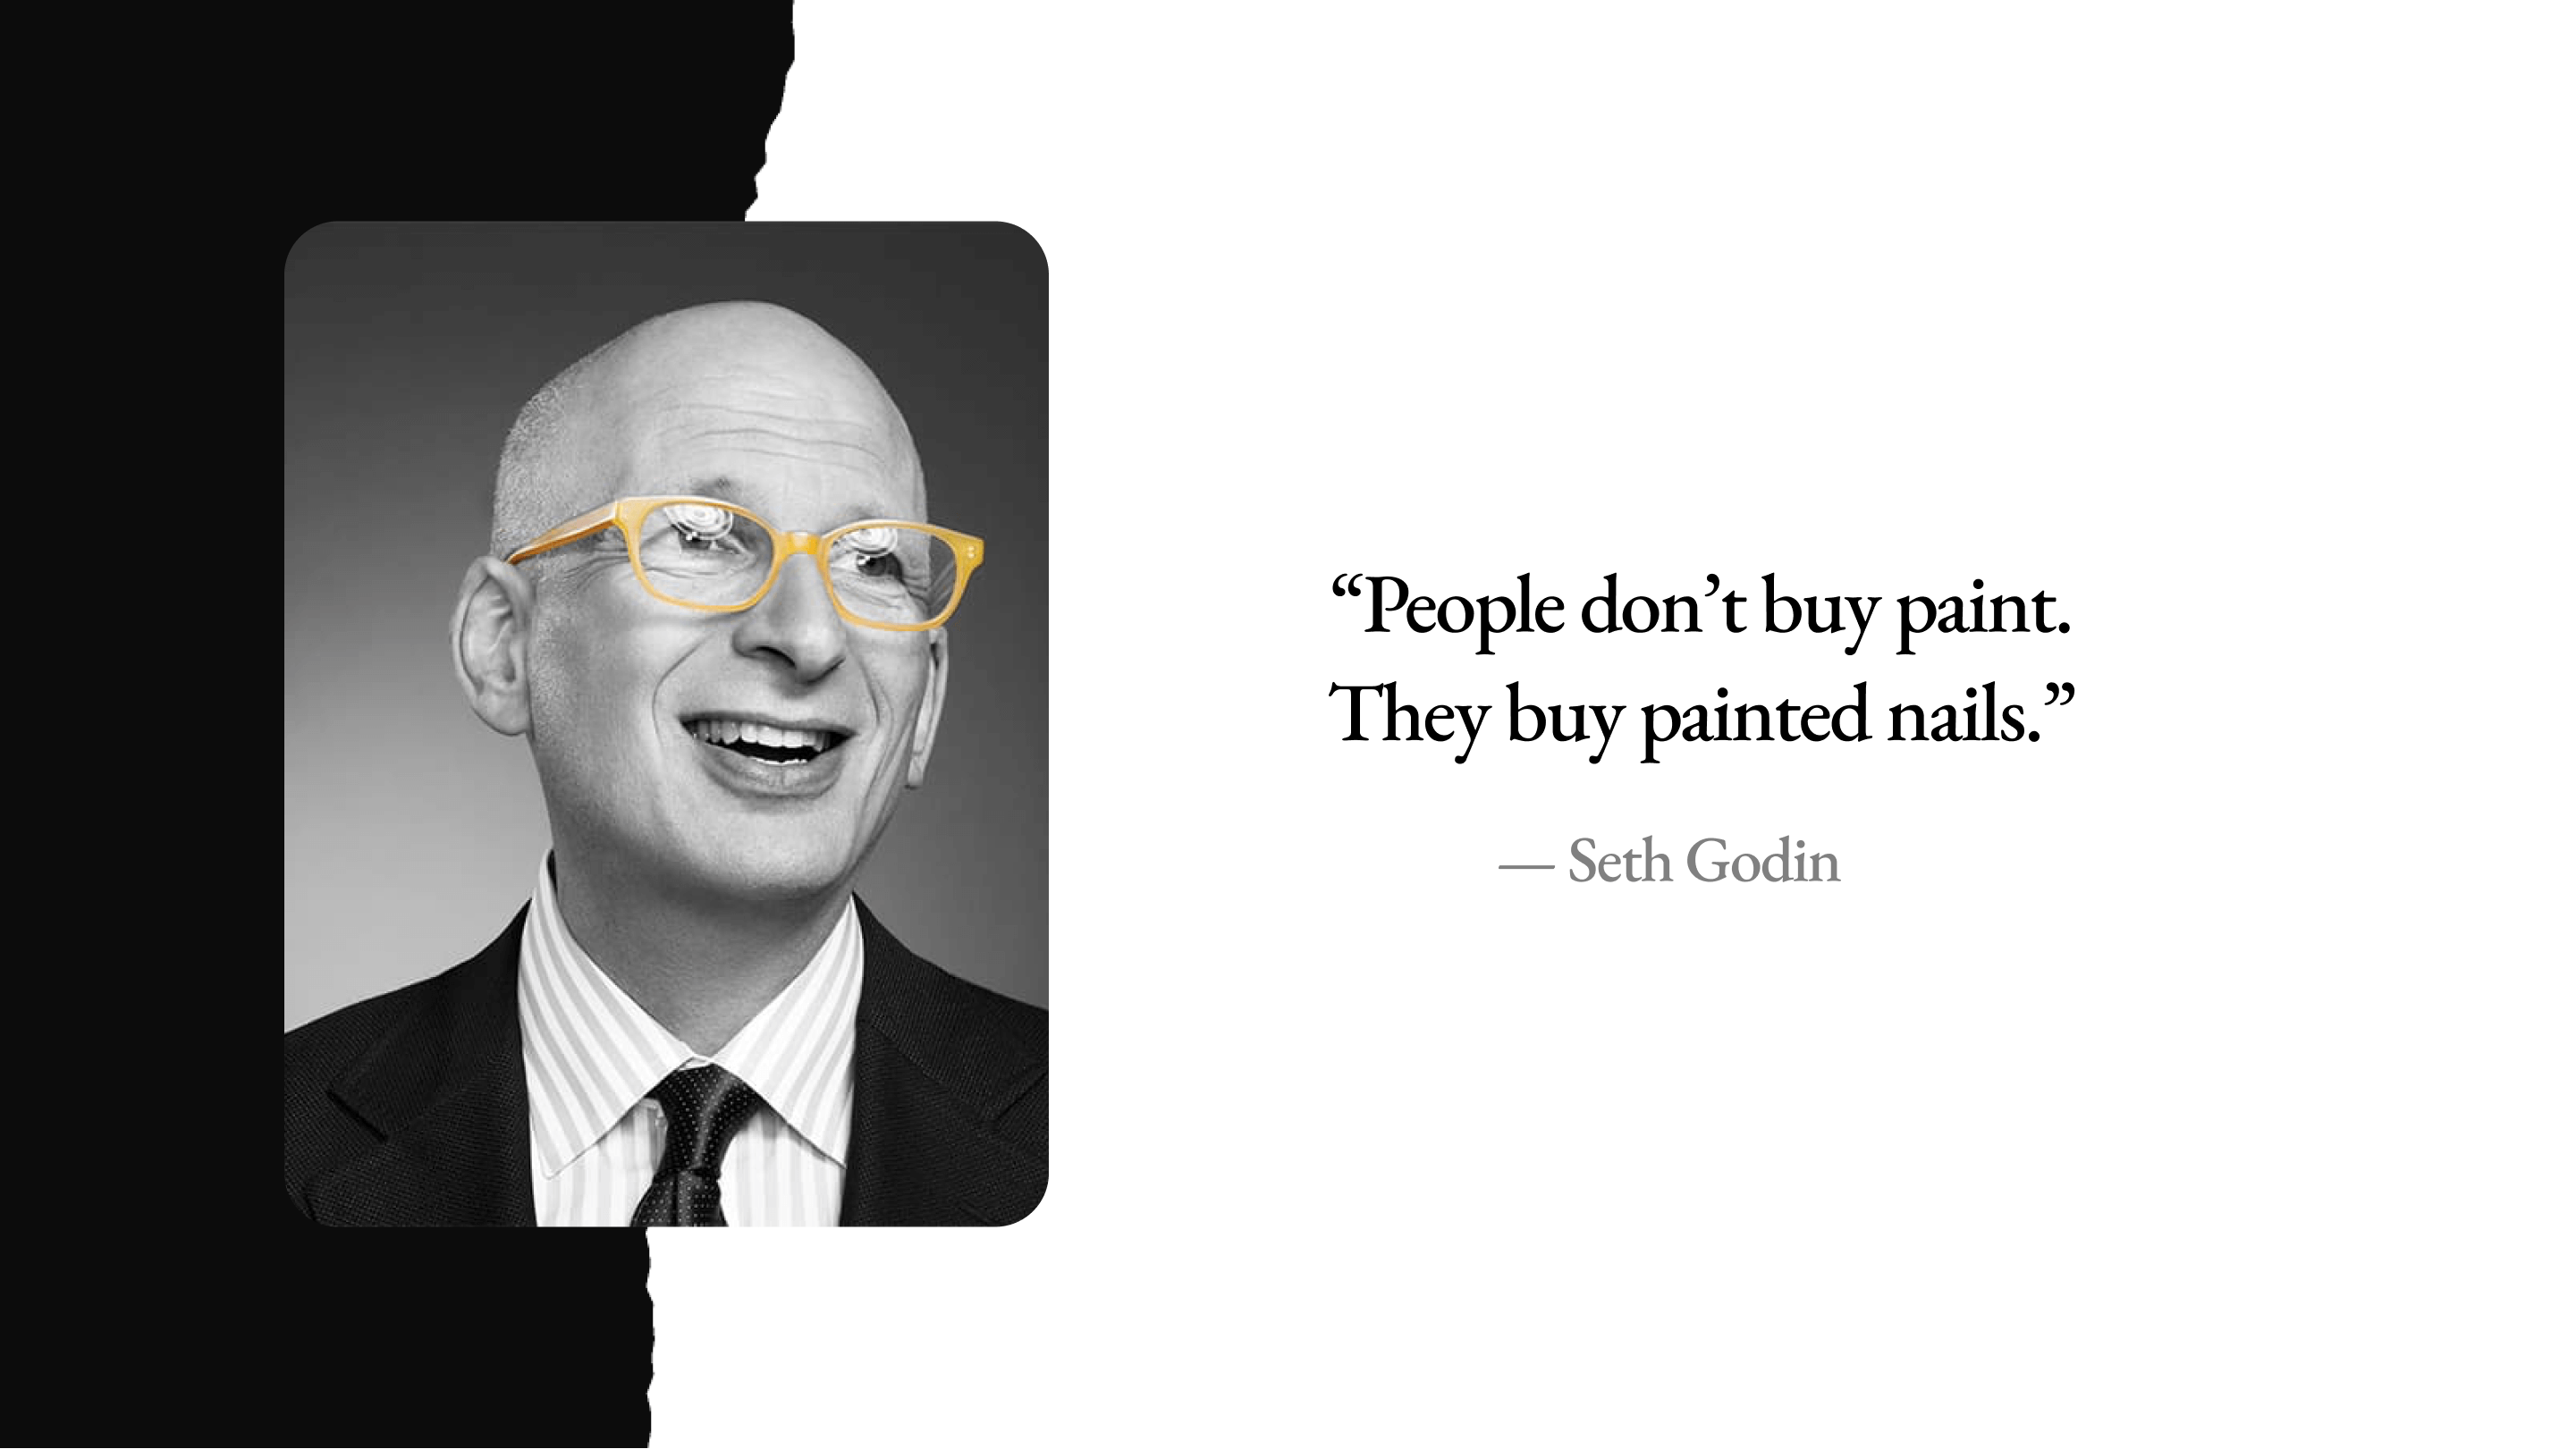 “People don’t buy paint.
They buy painted nails.”
— Seth Godin